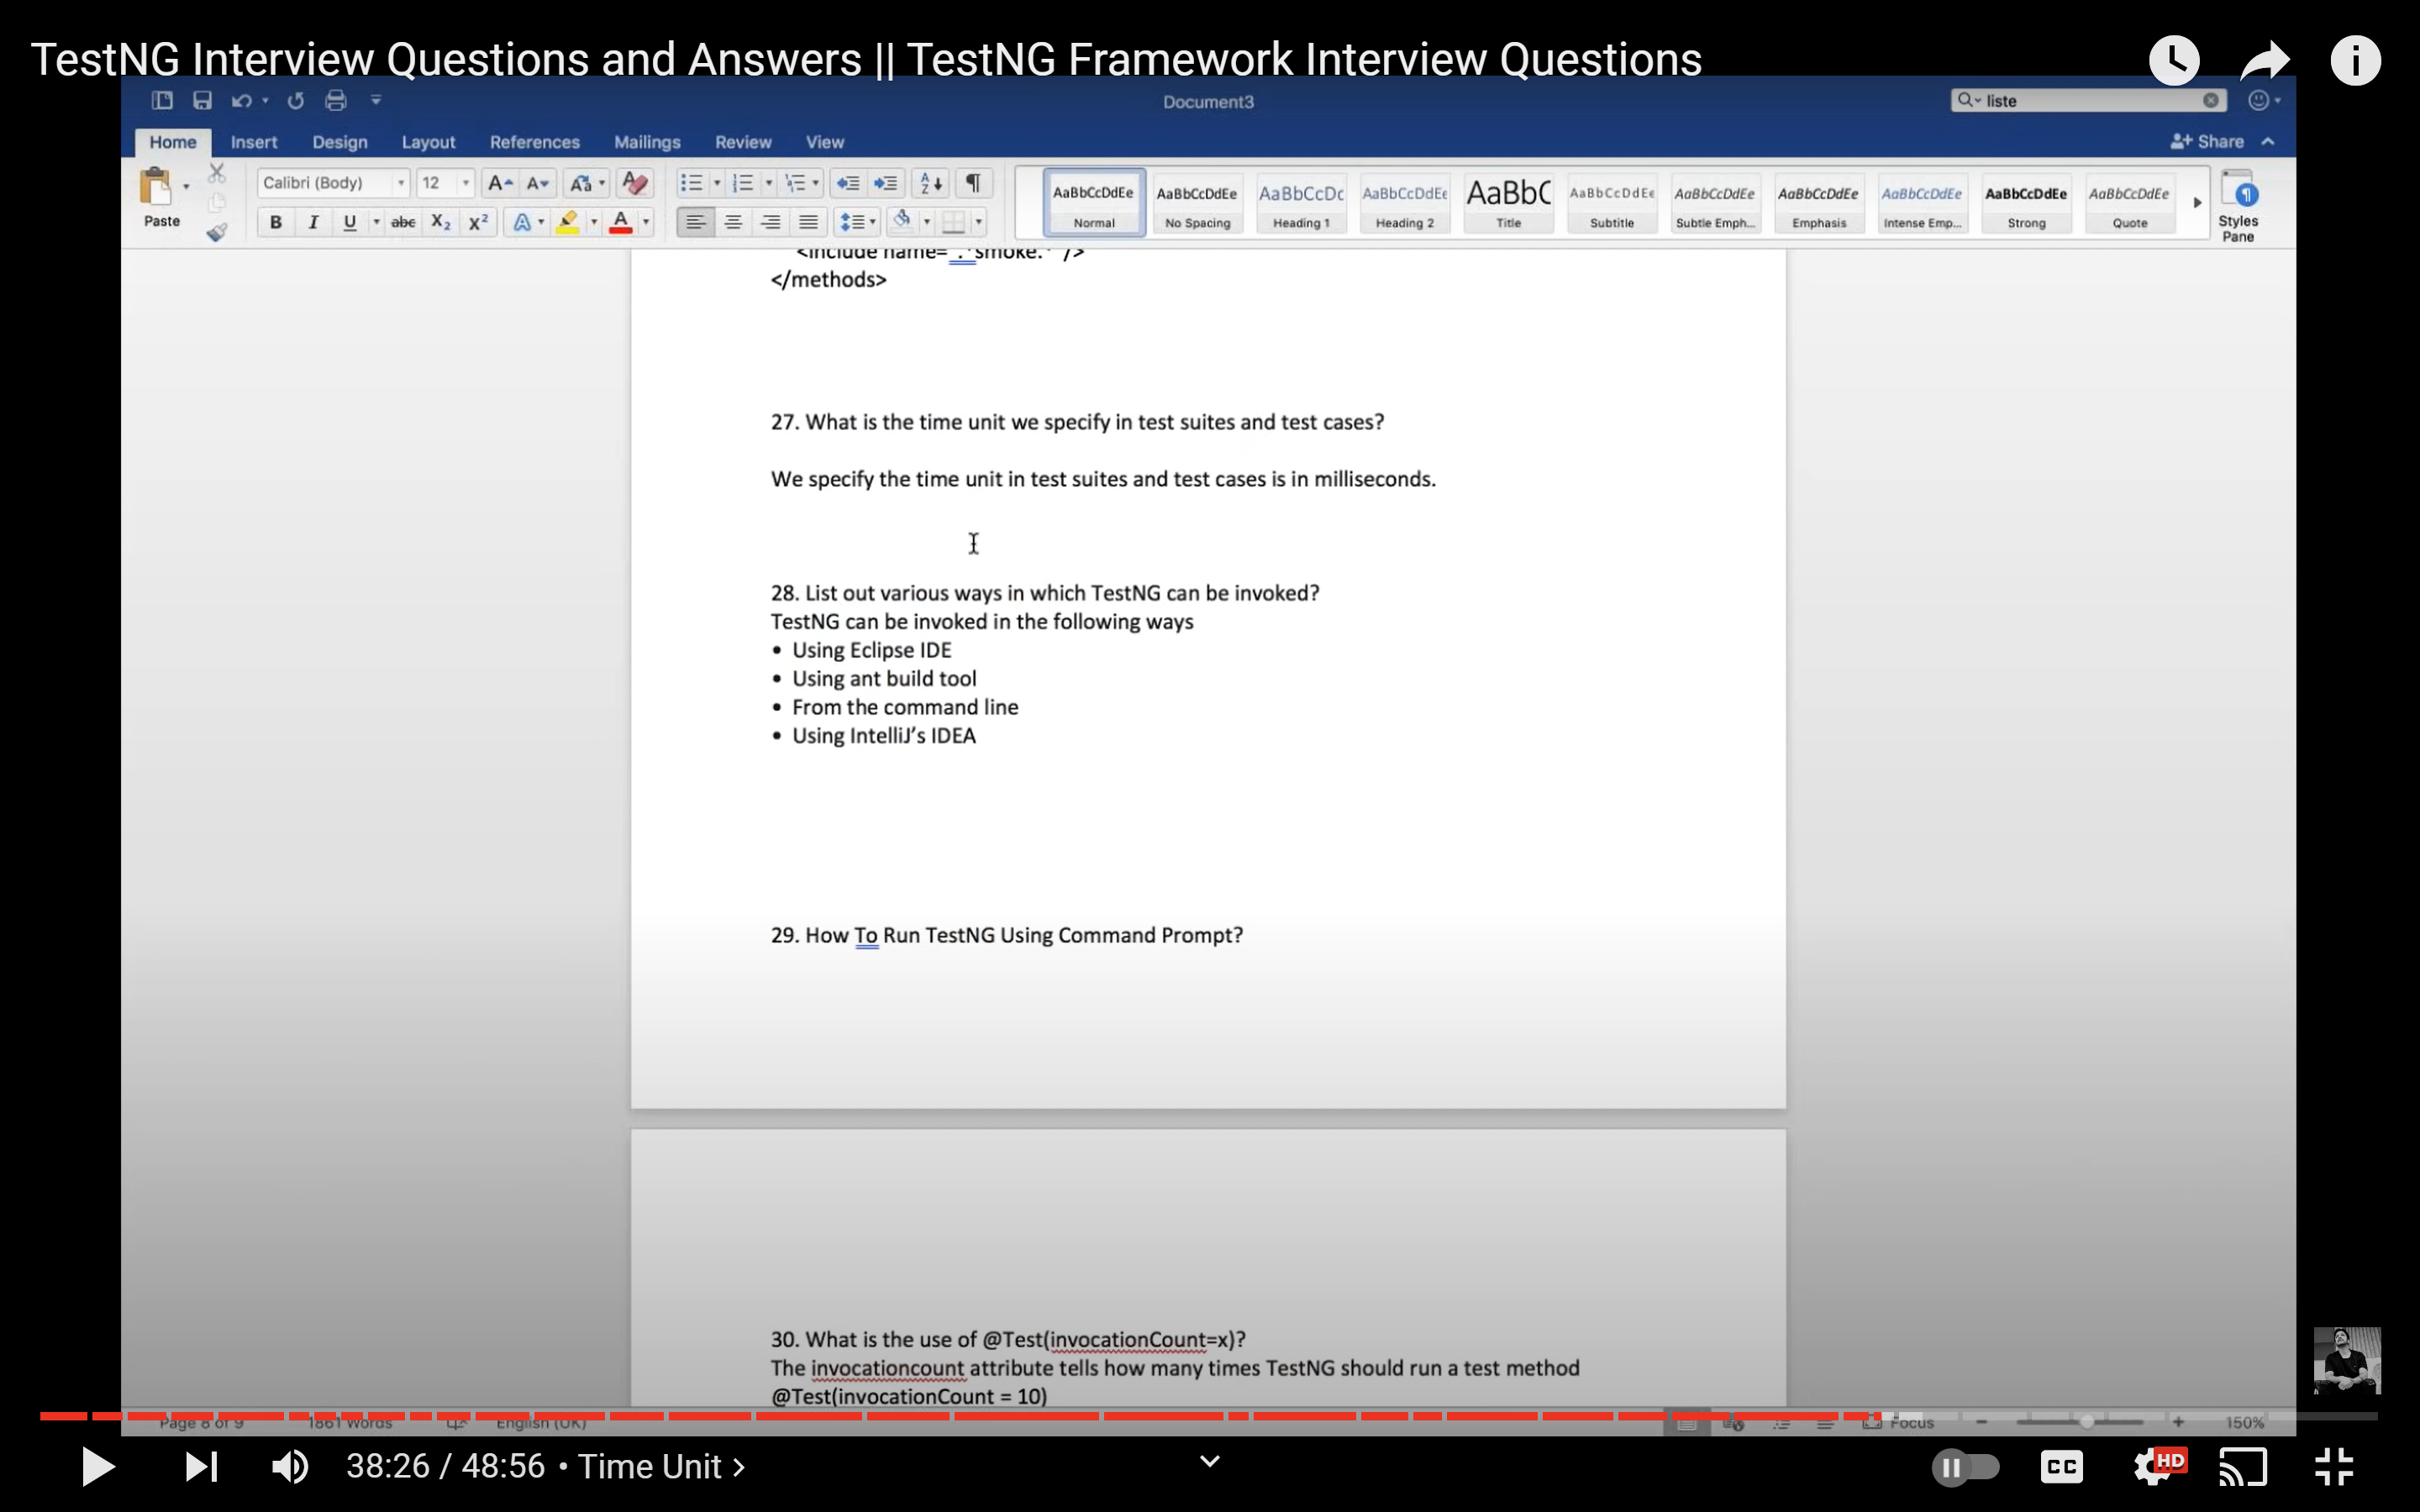 TestNG Interview Questions and Answers || TestNG Framework Interview Questions
Document3
liste
Home Insert Design Layout References Mailings Review View
Share
Paste
Calibri (Body) 12
AaBbCcDdEe AaBbCcDdEe AaBbCcDc AaBbCcDdEe AaBbC AaBbCcDdEe AaBbCcDdEe AaBbCcDdEe AaBbCcDdEe AaBbCcDdEe AaBbCcDdEe
Normal No Spacing Heading 1 Heading 2 Title Subtitle Subtle Emph... Emphasis Intense Emp... Strong Quote
Styles
Pane
<include name=".*smoke.*"/>
</methods>
27. What is the time unit we specify in test suites and test cases?
We specify the time unit in test suites and test cases is in milliseconds.
28. List out various ways in which TestNG can be invoked?
TestNG can be invoked in the following ways
• Using Eclipse IDE
• Using ant build tool
• From the command line
• Using IntelliJ’s IDEA
29. How To Run TestNG Using Command Prompt?
30. What is the use of @Test(invocationCount=x)?
The invocationcount attribute tells how many times TestNG should run a test method
@Test(invocationCount = 10)
Page 8 of 9 1861 Words English (UK)
Focus
150%
38:26 / 48:56 • Time Unit ›
CC
HD